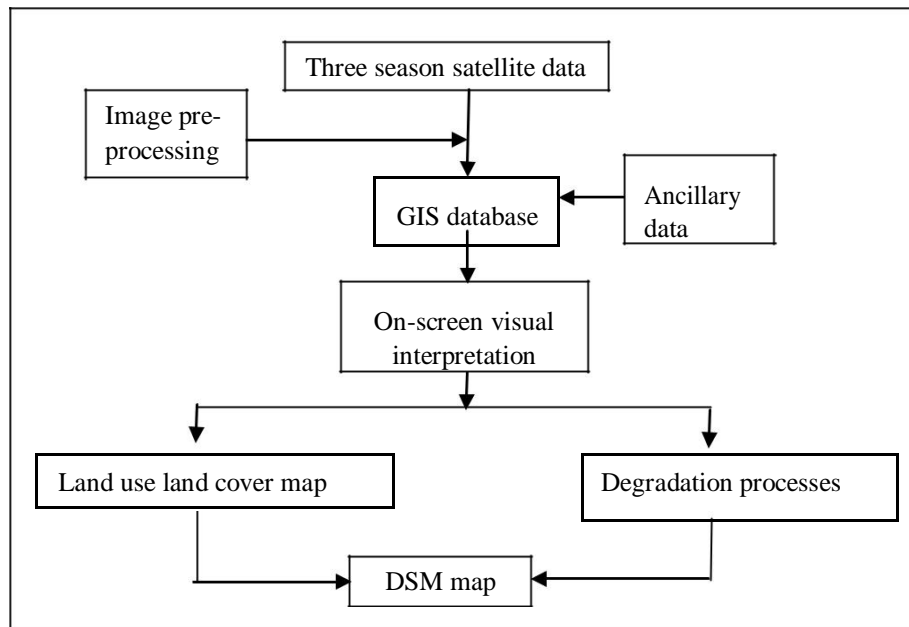 Three season satellite data
Image pre-
processing
GIS database
Ancillary
data
On-screen visual
interpretation
Land use land cover map
Degradation processes
DSM map